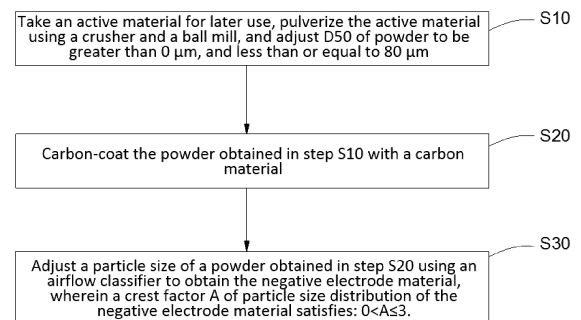 Take an active material for later use, pulverize the active material
using a crusher and a ball mill, and adjust D50 of powder to be
greater than 0 μm, and less than or equal to 80 μm
S10
Carbon-coat the powder obtained in step S10 with a carbon
material
S20
Adjust a particle size of a powder obtained in step S20 using an
airflow classifier to obtain the negative electrode material,
wherein a crest factor A of particle size distribution of the
negative electrode material satisfies: 0<A≤3.
S30